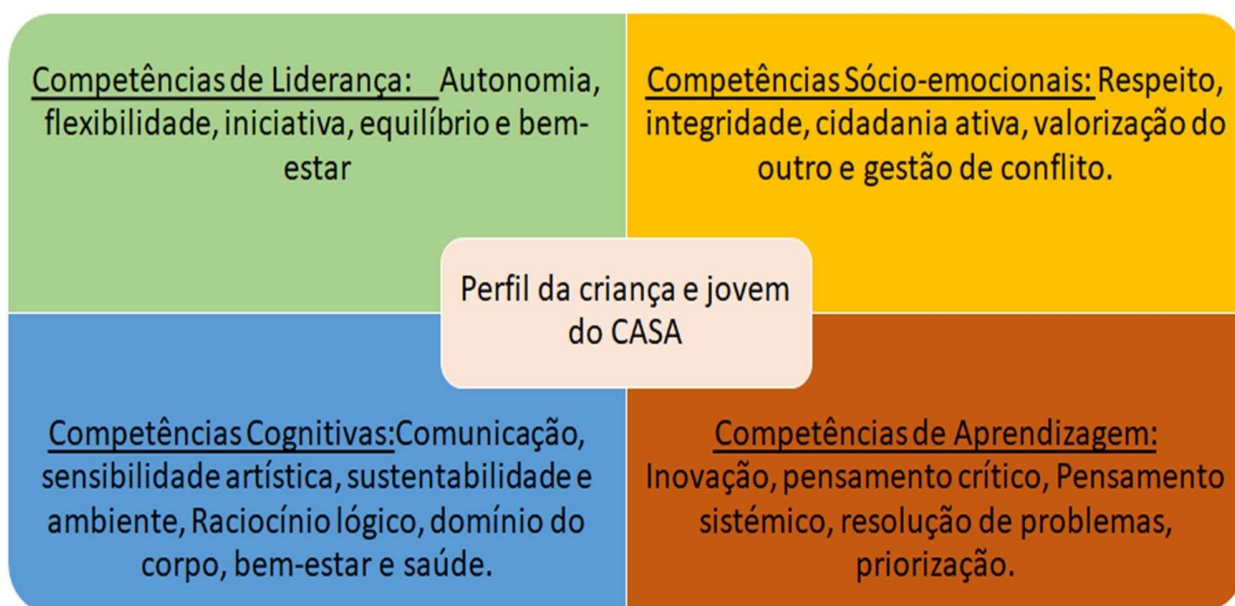 Competências de Liderança: Autonomia,
flexibilidade, iniciativa, equilíbrio e bem-
estar
Competências Sócio-emocionais: Respeito,
integridade, cidadania ativa, valorização do
outro e gestão de conflito.
Perfil da criança e jovem
do CASA
Competências Cognitivas:Comunicação,
sensibilidade artística, sustentabilidade e
ambiente, Raciocínio lógico, domínio do
corpo, bem-estar e saúde.
Competências de Aprendizagem:
Inovação, pensamento crítico, Pensamento
sistémico, resolução de problemas,
priorização.